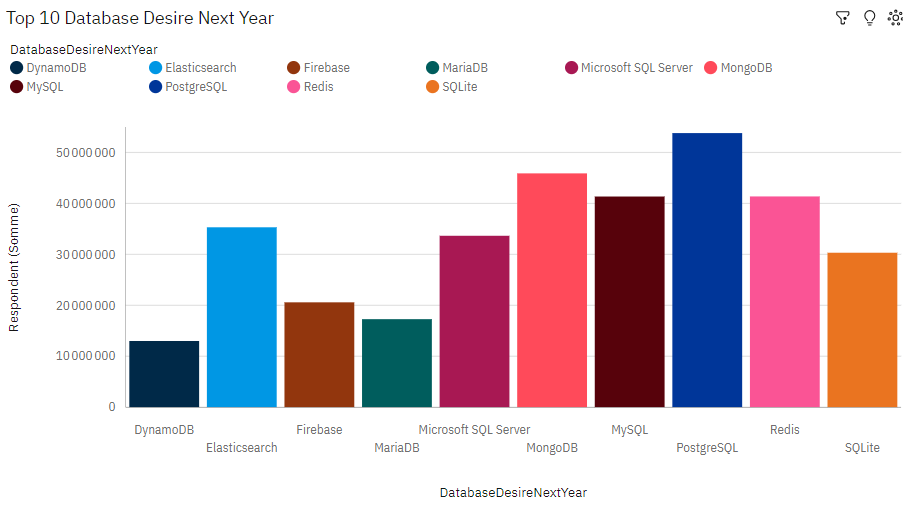 Top 10 Database Desire Next Year
DatabaseDesireNextYear
DynamoDB Elasticsearch Firebase MariaDB Microsoft SQL Server MongoDB
MySQL PostgreSQL Redis SQLite
Respondent (Somme)
50 000 000
40 000 000
30 000 000
20 000 000
10 000 000
0
DynamoDB Firebase Microsoft SQL Server MySQL Redis
Elasticsearch MariaDB MongoDB PostgreSQL SQLite
DatabaseDesireNextYear